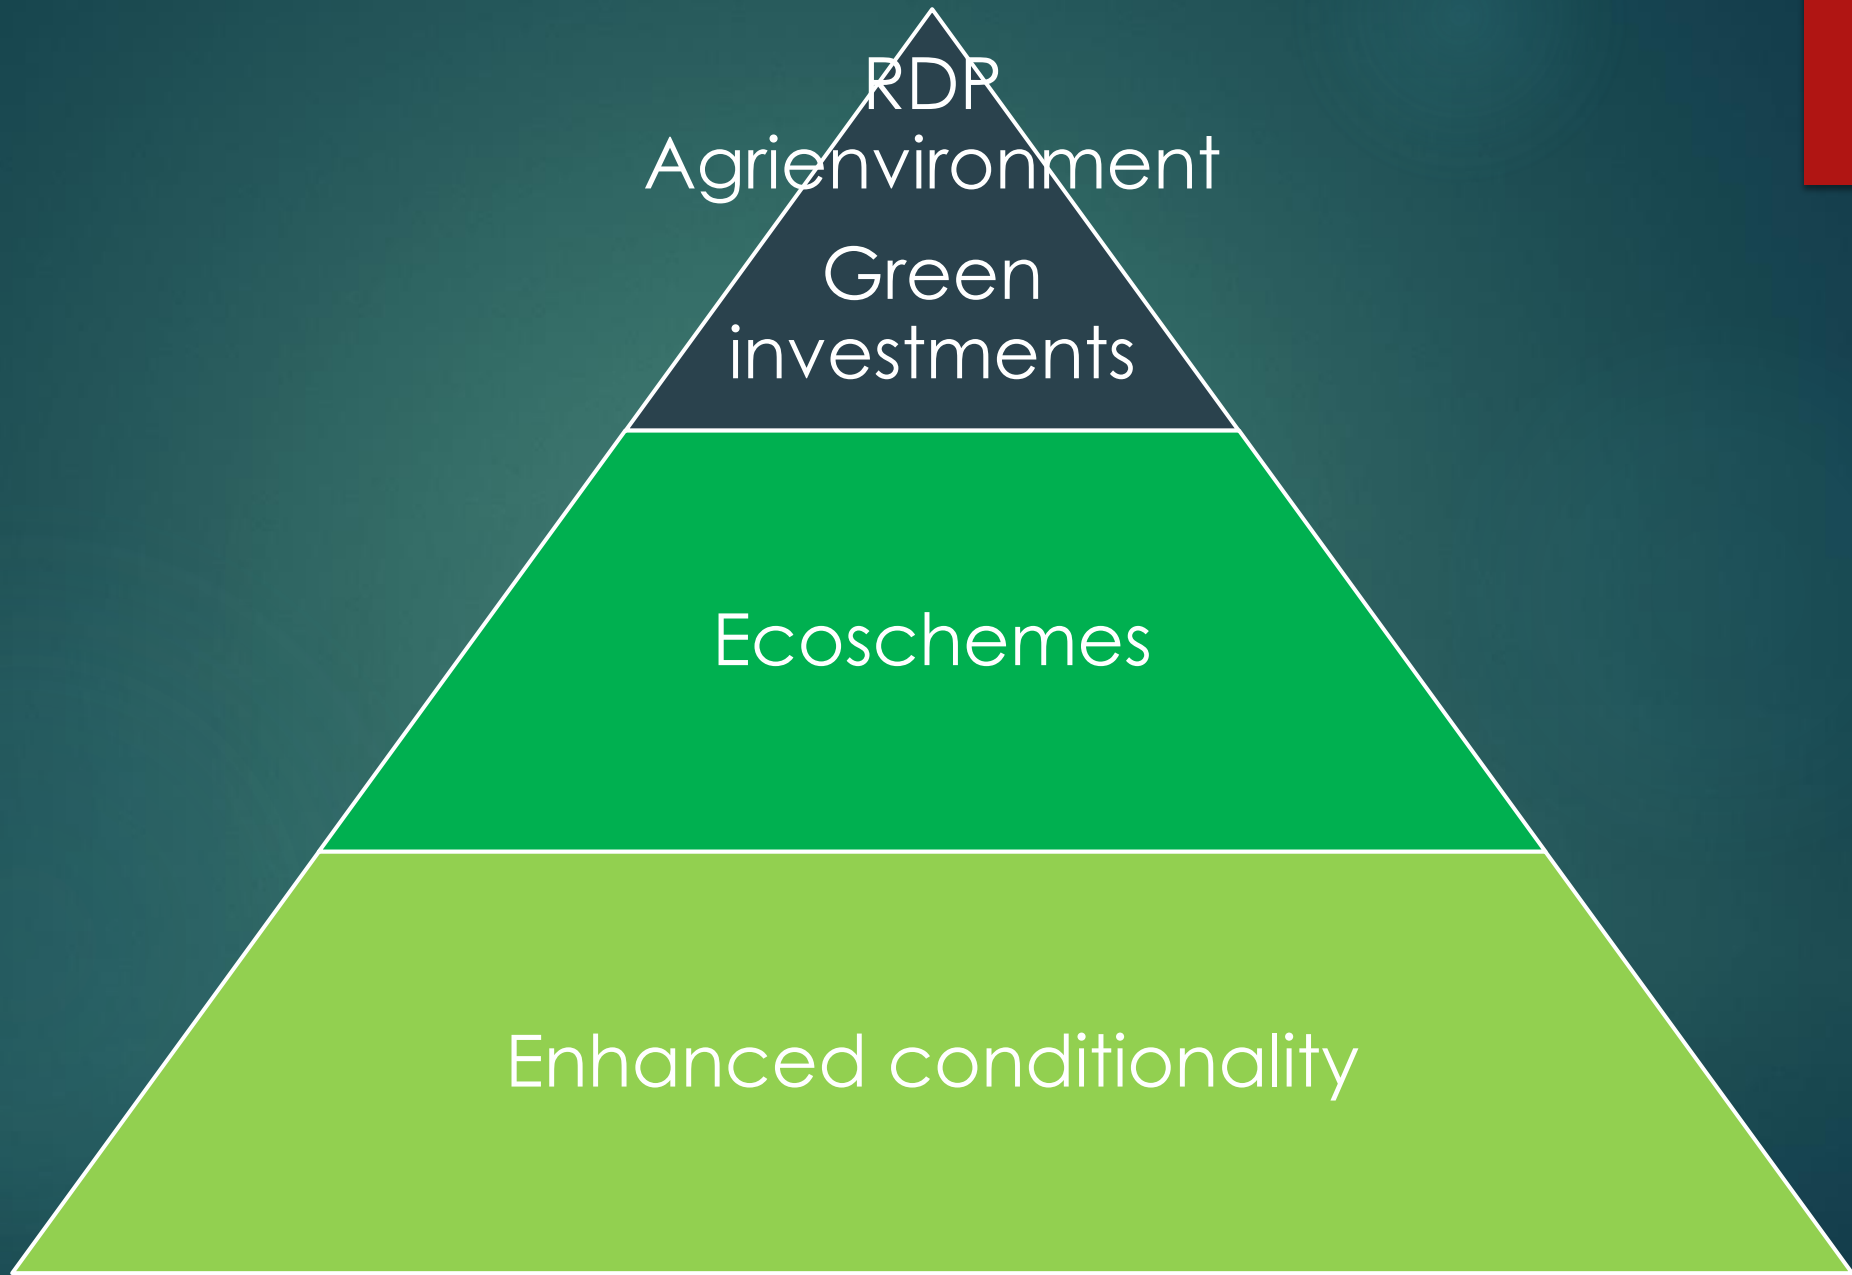 RDP
Agrienvironment
Green
investments
Ecoschemes
Enhanced conditionality